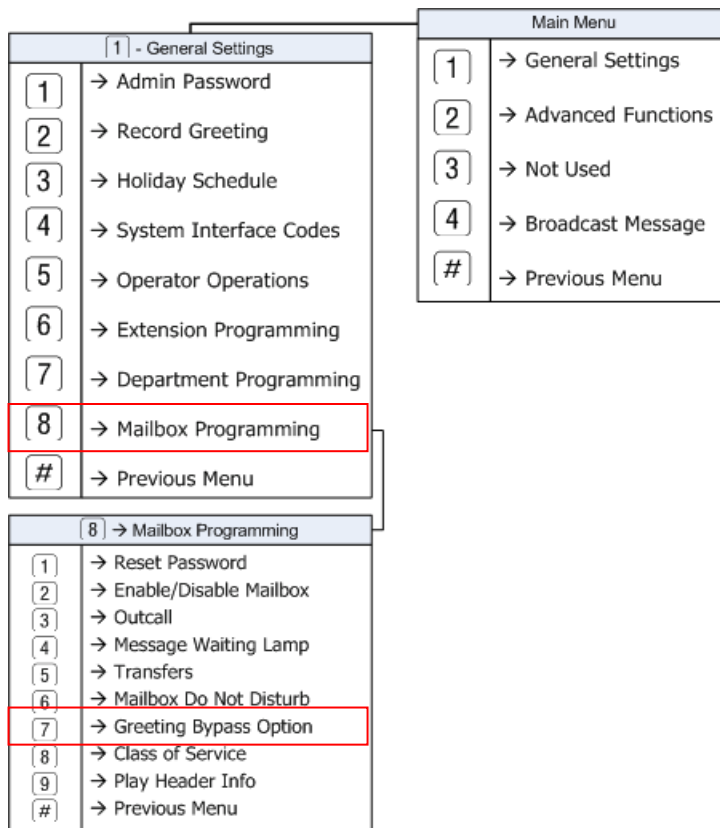 Main Menu
1 → General Settings
2 → Advanced Functions
3 → Not Used
4 → Broadcast Message
# → Previous Menu
1 - General Settings
1 → Admin Password
2 → Record Greeting
3 → Holiday Schedule
4 → System Interface Codes
5 → Operator Operations
6 → Extension Programming
7 → Department Programming
8 → Mailbox Programming
# → Previous Menu
8 → Mailbox Programming
1 → Reset Password
2 → Enable/Disable Mailbox
3 → Outcall
4 → Message Waiting Lamp
5 → Transfers
6 → Mailbox Do Not Disturb
7 → Greeting Bypass Option
8 → Class of Service
9 → Play Header Info
# → Previous Menu